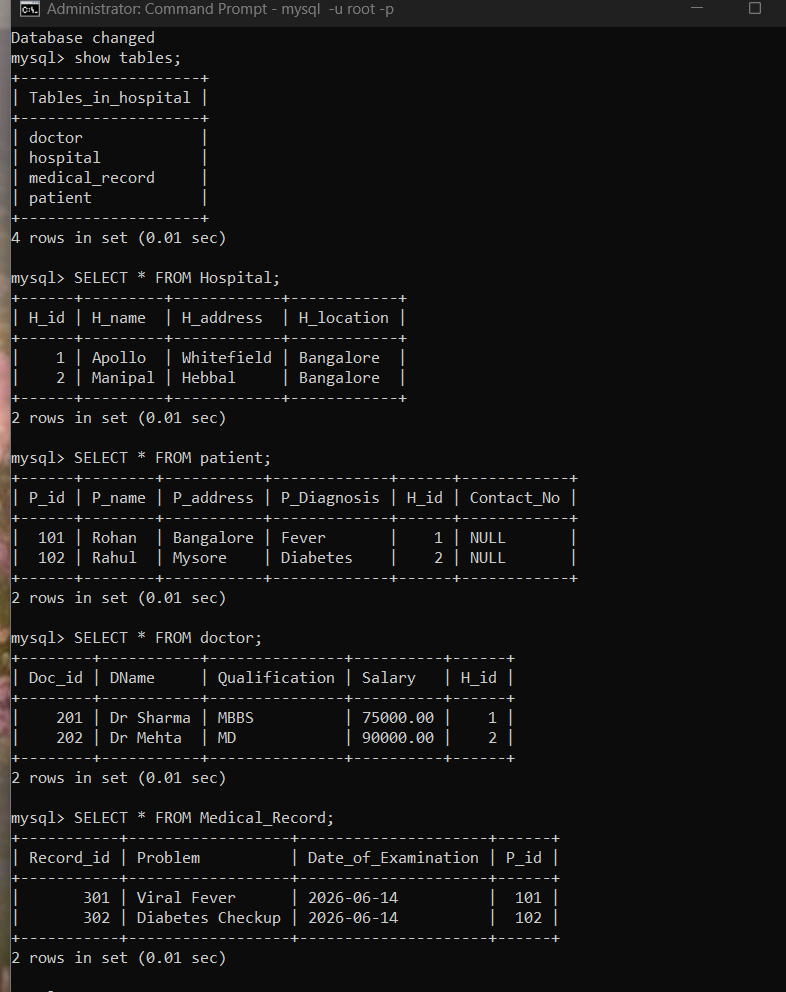 Administrator: Command Prompt - mysql  -u root -p
Database changed
mysql> show tables;
+--------------------+
| Tables_in_hospital |
+--------------------+
| doctor             |
| hospital           |
| medical_record     |
| patient            |
+--------------------+
4 rows in set (0.01 sec)
mysql> SELECT * FROM Hospital;
+------+---------+------------+------------+
| H_id | H_name  | H_address  | H_location |
+------+---------+------------+------------+
|    1 | Apollo  | Whitefield | Bangalore  |
|    2 | Manipal | Hebbal     | Bangalore  |
+------+---------+------------+------------+
2 rows in set (0.01 sec)
mysql> SELECT * FROM patient;
+------+--------+-----------+-------------+------+------------+
| P_id | P_name | P_address | P_Diagnosis | H_id | Contact_No |
+------+--------+-----------+-------------+------+------------+
|  101 | Rohan  | Bangalore | Fever       |    1 | NULL       |
|  102 | Rahul  | Mysore    | Diabetes    |    2 | NULL       |
+------+--------+-----------+-------------+------+------------+
2 rows in set (0.01 sec)
mysql> SELECT * FROM doctor;
+--------+-----------+---------------+----------+------+
| Doc_id | DName     | Qualification | Salary   | H_id |
+--------+-----------+---------------+----------+------+
|    201 | Dr Sharma | MBBS          | 75000.00 |    1 |
|    202 | Dr Mehta  | MD            | 90000.00 |    2 |
+--------+-----------+---------------+----------+------+
2 rows in set (0.01 sec)
mysql> SELECT * FROM Medical_Record;
+-----------+------------------+---------------------+------+
| Record_id | Problem          | Date_of_Examination | P_id |
+-----------+------------------+---------------------+------+
|       301 | Viral Fever      | 2026-06-14          |  101 |
|       302 | Diabetes Checkup | 2026-06-14          |  102 |
+-----------+------------------+---------------------+------+
2 rows in set (0.01 sec)